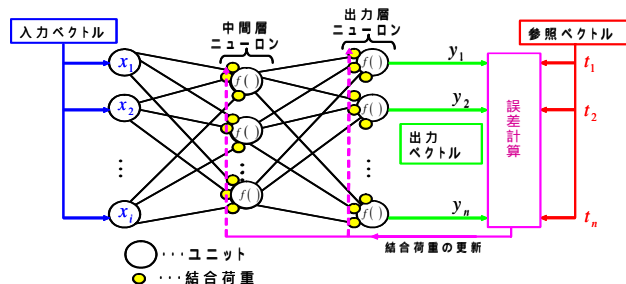 入力ベクトル
中間層
ニューロン
出力層
ニューロン
参照ベクトル
x1
x2
⋮
xi
f( )
f( )
⋮
f( )
f( )
f( )
⋮
f( )
y1
y2
出力
ベクトル
⋮
yn
誤差計算
t1
t2
⋮
tn
結合荷重の更新
･･･ユニット
･･･結合荷重